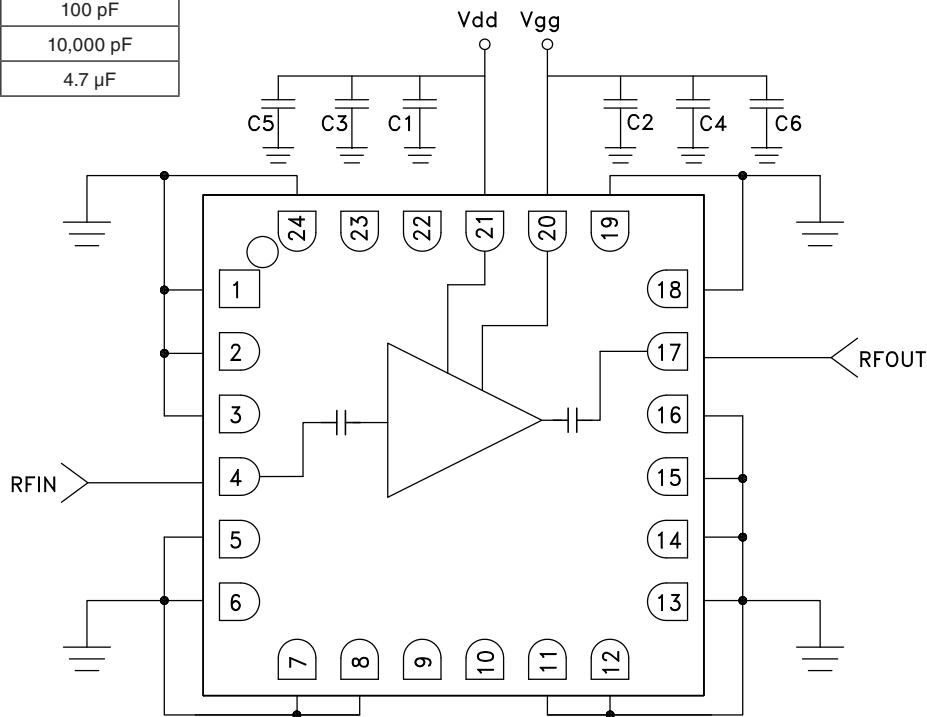 100 pF
10,000 pF
4.7 µF
Vdd Vgg
C5 C3 C1 C2 C4 C6
24 23 22 21 20 19
1 18
2 17
RFOUT
3 16
RFIN
4 15
5 14
6 13
7 8 9 10 11 12